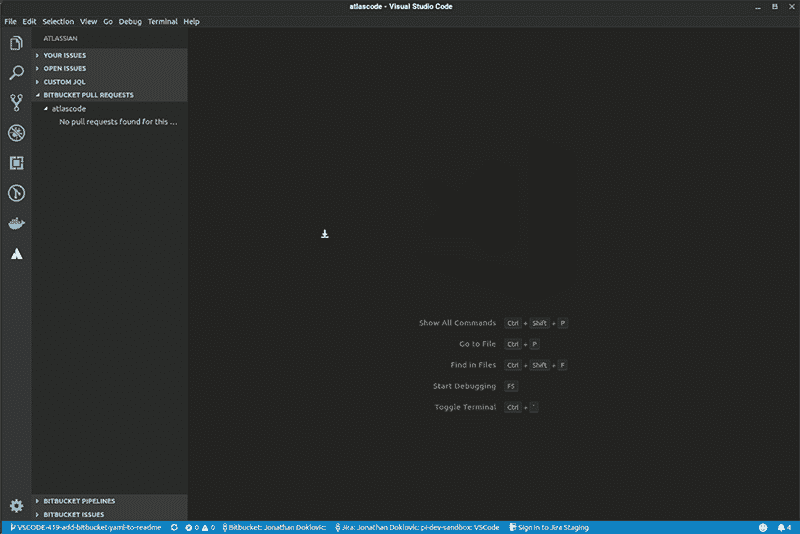 atlascode - Visual Studio Code
File Edit Selection View Go Debug Terminal Help
ATLASSIAN
YOUR ISSUES
OPEN ISSUES
CUSTOM JQL
BITBUCKET PULL REQUESTS
atlascode
No pull requests found for this ...
Show All Commands Ctrl + Shift + P
Go to File Ctrl + P
Find in Files Ctrl + Shift + F
Start Debugging F5
Toggle Terminal Ctrl + `
BITBUCKET PIPELINES
BITBUCKET ISSUES
VSCODE-419-add-bitbucket-yaml-to-readme 0 0 Bitbucket: Jonathan Doklovic Jira: Jonathan Doklovic: pi-dev-sandbox: VSCode Sign in to Jira Staging 4